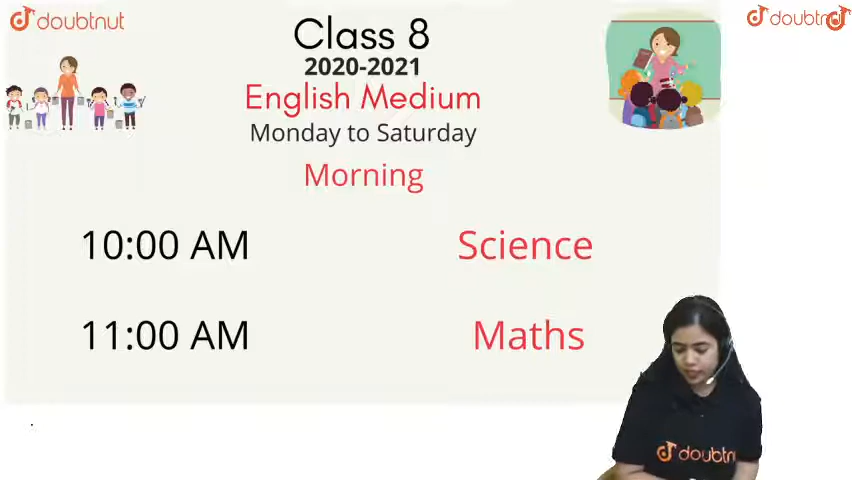 doubtnut
doubtnut
Class 8
2020-2021
English Medium
Monday to Saturday
Morning
10:00 AM Science
11:00 AM Maths
doubtn